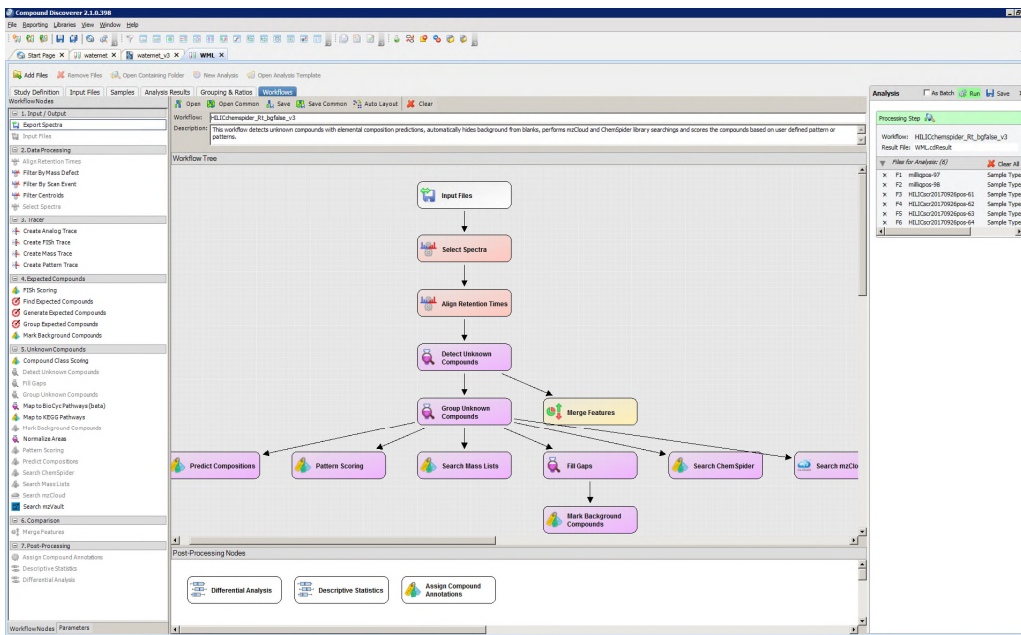 Compound Discoverer 2.1.0.398
File Reporting Libraries View Window Help
Start Page X waternet X waternet_v3 X WML X
Add Files Remove Files Open Containing Folder New Analysis Open Analysis Template
Study Definition Input Files Samples Analysis Results Grouping & Ratios Workflows
Workflow Nodes
1. Input / Output
Export Spectra
Input Files
2. Data Processing
Align Retention Times
Filter By Mass Defect
Filter By Scan Event
Filter Centroids
Select Spectra
3. Tracer
Create Analog Trace
Create FISh Trace
Create Mass Trace
Create Pattern Trace
4. Expected Compounds
FISh Scoring
Find Expected Compounds
Generate Expected Compounds
Group Expected Compounds
Mark Background Compounds
5. Unknown Compounds
Compound Class Scoring
Detect Unknown Compounds
Fill Gaps
Group Unknown Compounds
Map to BioCyc Pathways (beta)
Map to KEGG Pathways
Mark Background Compounds
Normalize Areas
Pattern Scoring
Predict Compositions
Search ChemSpider
Search Mass Lists
Search mzCloud
Search mzVault
6. Comparison
Merge Features
7. Post-Processing
Assign Compound Annotations
Descriptive Statistics
Differential Analysis
Workflow Nodes Parameters
Open Open Common Save Save Common Auto Layout Clear
Workflow: HILICchemspider_Rt_bgfalse_v3
Description: This workflow detects unknown compounds with elemental composition predictions, automatically hides background from blanks, performs mzCloud and ChemSpider library searchings and scores the compounds based on user defined pattern or
patterns.
Workflow Tree
Input Files
Select Spectra
Align Retention Times
Detect Unknown
Compounds
Group Unknown
Compounds
Merge Features
Predict Compositions
Pattern Scoring
Search Mass Lists
Fill Gaps
Search ChemSpider
Search mzClo
Mark Background
Compounds
Post-Processing Nodes
Differential Analysis
Descriptive Statistics
Assign Compound
Annotations
Analysis As Batch Run Save
Processing Step
Workflow: HILICchemspider_Rt_bgfalse_v3
Result File: WML.cdResult
Files for Analysis: (6) Clear All
x F1 milliqpos-97 Sample Type
x F2 milliqpos-98 Sample Type
x F3 HILICscr20170926pos-61 Sample Type
x F4 HILICscr20170926pos-62 Sample Type
x F5 HILICscr20170926pos-63 Sample Type
x F6 HILICscr20170926pos-64 Sample Type